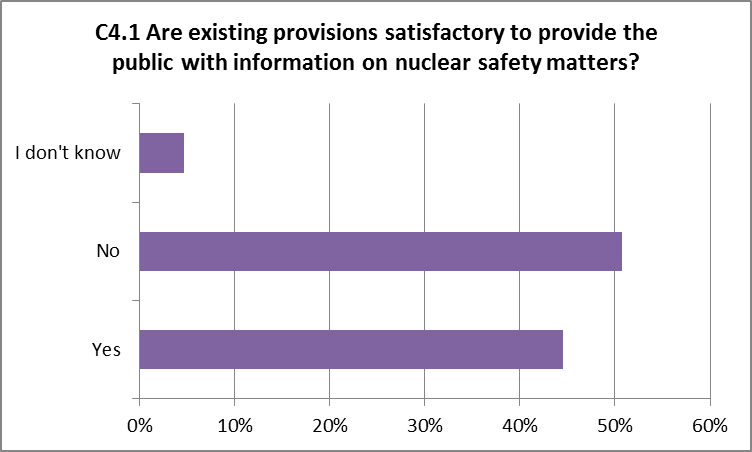 C4.1 Are existing provisions satisfactory to provide the
public with information on nuclear safety matters?
I don't know
No
Yes
0% 10% 20% 30% 40% 50% 60%